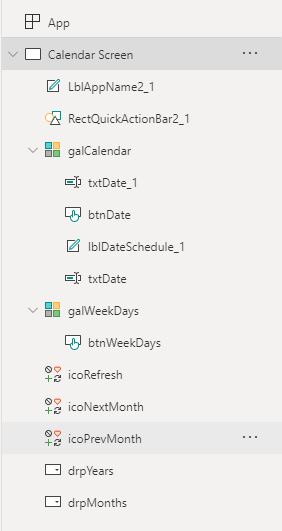 App
Calendar Screen
LblAppName2_1
RectQuickActionBar2_1
galCalendar
txtDate_1
btnDate
lblDateSchedule_1
txtDate
galWeekDays
btnWeekDays
icoRefresh
icoNextMonth
icoPrevMonth
drpYears
drpMonths